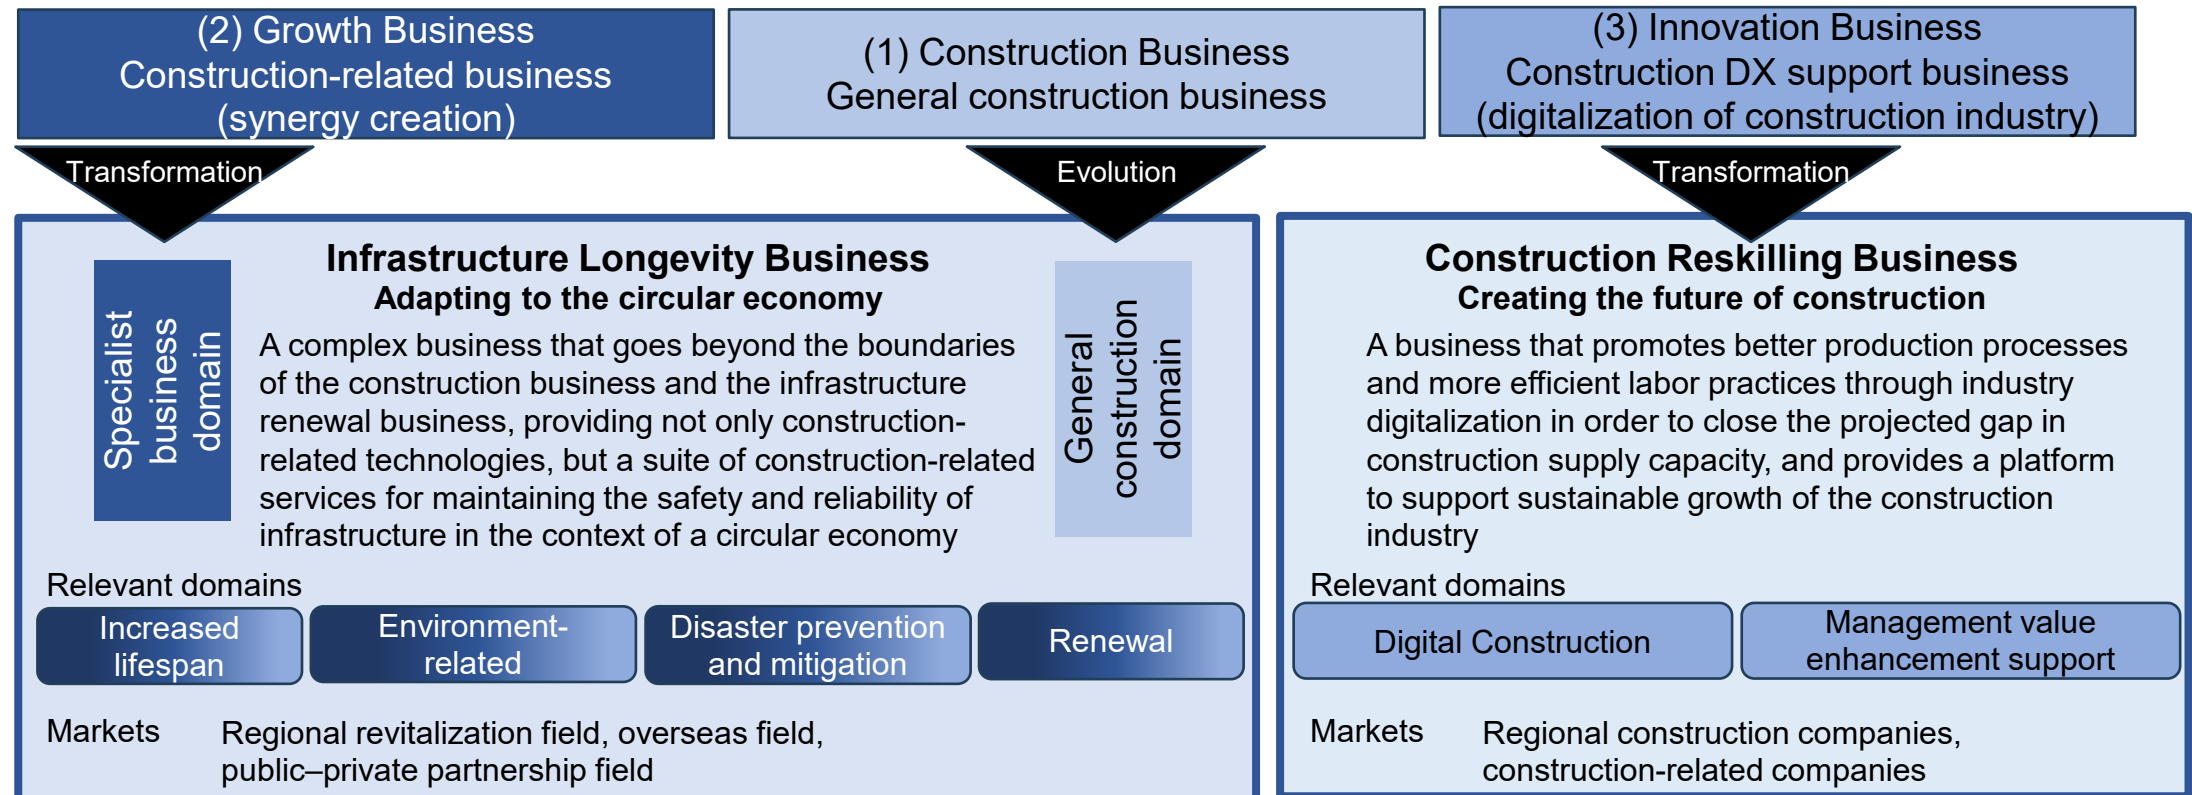 (2) Growth Business
Construction-related business
(synergy creation)
(1) Construction Business
General construction business
(3) Innovation Business
Construction DX support business
(digitalization of construction industry)
Transformation
Evolution
Transformation
Infrastructure Longevity Business
Adapting to the circular economy
Specialist
business
domain
A complex business that goes beyond the boundaries
of the construction business and the infrastructure
renewal business, providing not only construction-
related technologies, but a suite of construction-related
services for maintaining the safety and reliability of
infrastructure in the context of a circular economy
General
construction
domain
Relevant domains
Increased
lifespan
Environment-
related
Disaster prevention
and mitigation
Renewal
Markets
Regional revitalization field, overseas field,
public–private partnership field
Construction Reskilling Business
Creating the future of construction
A business that promotes better production processes
and more efficient labor practices through industry
digitalization in order to close the projected gap in
construction supply capacity, and provides a platform
to support sustainable growth of the construction
industry
Relevant domains
Digital Construction
Management value
enhancement support
Markets
Regional construction companies,
construction-related companies